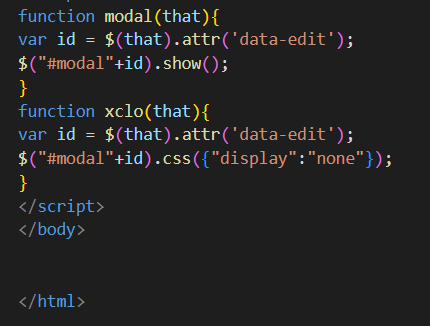 function modal(that){
var id = $(that).attr('data-edit');
$("#modal"+id).show();
}
function xclo(that){
var id = $(that).attr('data-edit');
$("#modal"+id).css({"display":"none"});
}
</script>
</body>
</html>